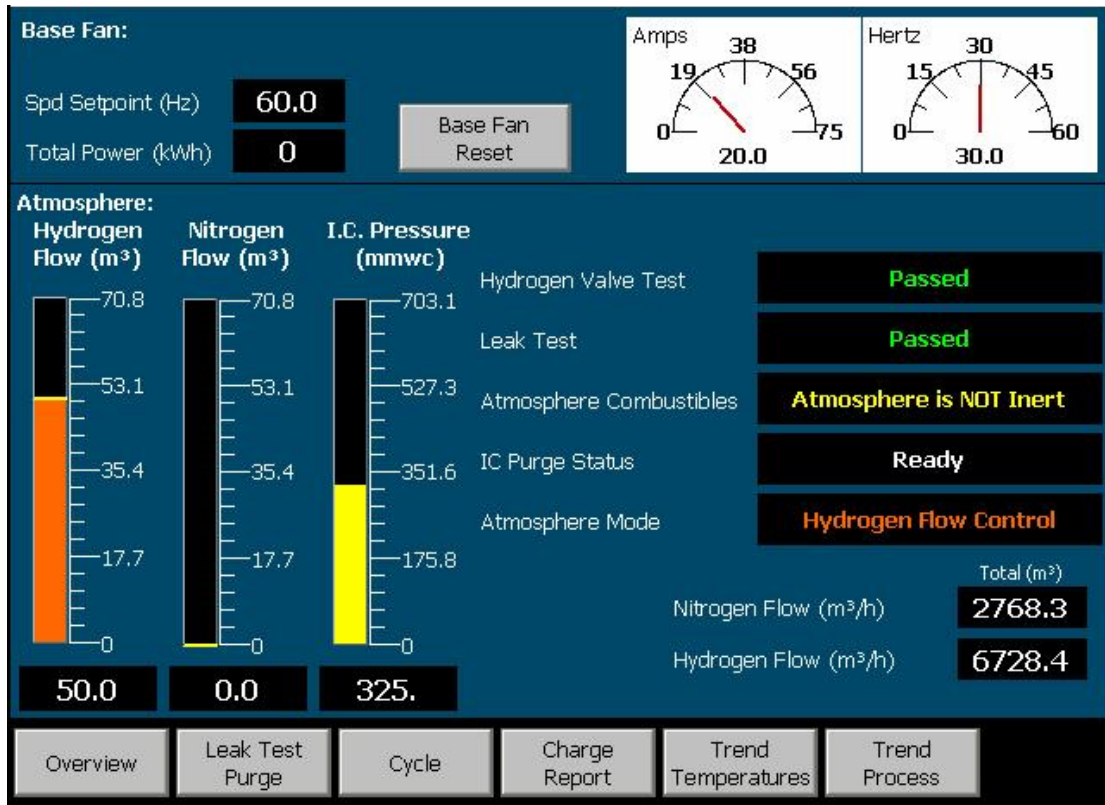 Base Fan:
Spd Setpoint (Hz) 60.0
Total Power (kWh) 0
Base Fan
Reset
Amps
0 19 38 56 75
20.0
Hertz
0 15 30 45 60
30.0
Atmosphere:
Hydrogen
Flow (m³)
70.8
53.1
35.4
17.7
0
50.0
Nitrogen
Flow (m³)
70.8
53.1
35.4
17.7
0
0.0
I.C. Pressure
(mmwc)
703.1
527.3
351.6
175.8
0
325.
Hydrogen Valve Test Passed
Leak Test Passed
Atmosphere Combustibles Atmosphere is NOT Inert
IC Purge Status Ready
Atmosphere Mode Hydrogen Flow Control
Total (m³)
Nitrogen Flow (m³/h) 2768.3
Hydrogen Flow (m³/h) 6728.4
Overview
Leak Test
Purge
Cycle
Charge
Report
Trend
Temperatures
Trend
Process